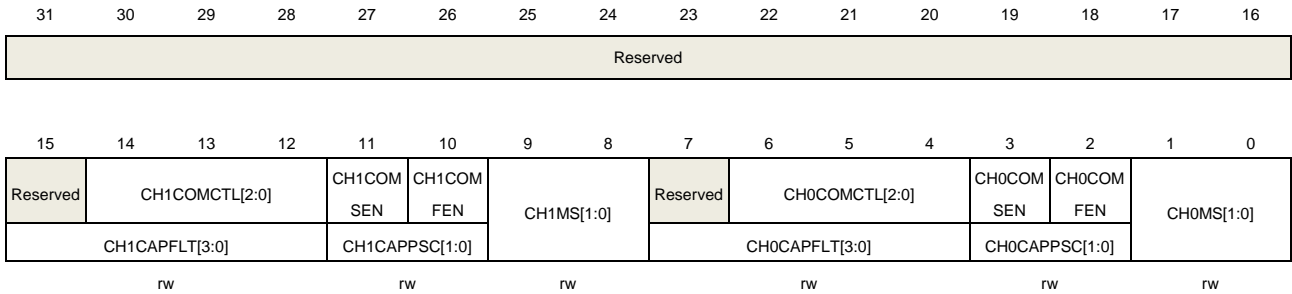 31 30 29 28 27 26 25 24 23 22 21 20 19 18 17 16
Reserved
15 14 13 12 11 10 9 8 7 6 5 4 3 2 1 0
Reserved CH1COMCTL[2:0] CH1COM SEN CH1COM FEN CH1MS[1:0] Reserved CH0COMCTL[2:0] CH0COM SEN CH0COM FEN CH0MS[1:0]
CH1CAPFLT[3:0] CH1CAPPSC[1:0] CH0CAPFLT[3:0] CH0CAPPSC[1:0]
rw rw rw rw rw rw